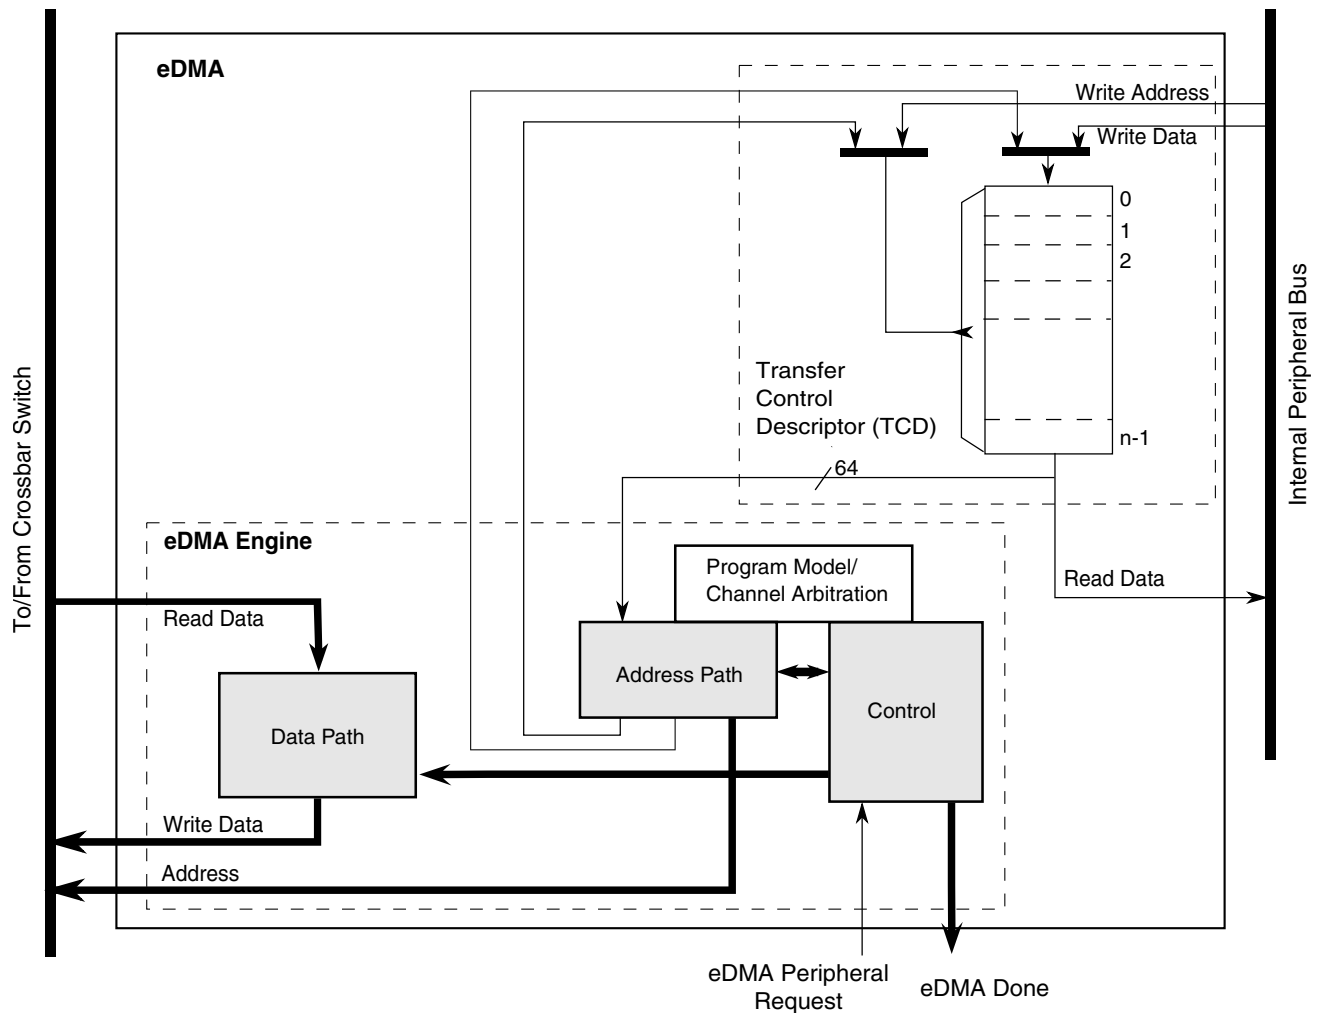 eDMA
Write Address
Write Data
0
1
2
n-1
Transfer
Control
Descriptor (TCD)
64
To/From Crossbar Switch
Internal Peripheral Bus
eDMA Engine
Program Model/
Channel Arbitration
Read Data
Read Data
Address Path
Control
Data Path
Write Data
Address
eDMA Peripheral
Request
eDMA Done